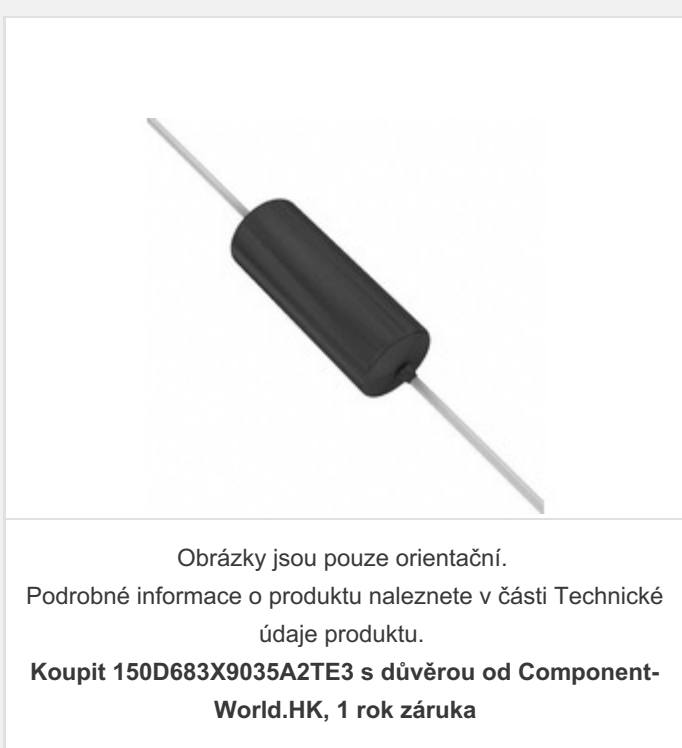 Obrázky jsou pouze orientační.
Podrobné informace o produktu naleznete v části Technické
údaje produktu.
Koupit 150D683X9035A2TE3 s důvěrou od Component-
World.HK, 1 rok záruka